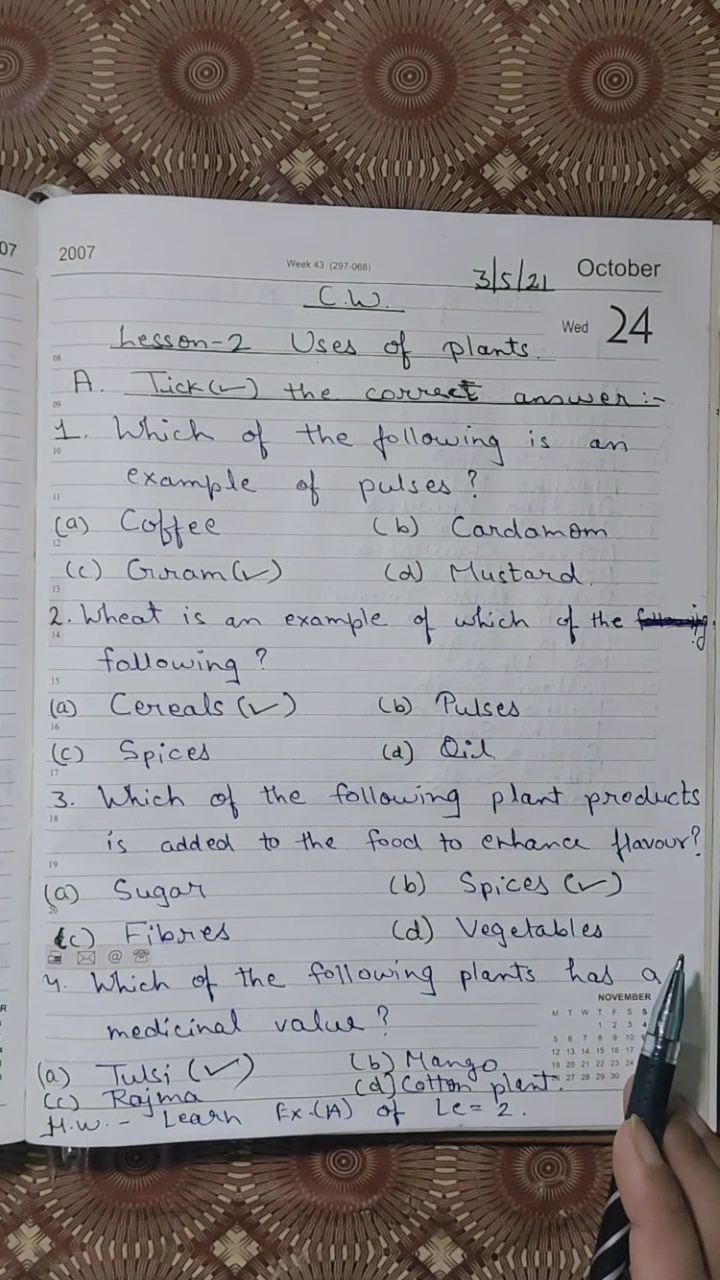 07
2007
Week 43 (297-068)
3/5/21
October
C.W.
Wed 24
Lesson-2 Uses of plants.
A. Tick(✓) the correct answer:-
1. Which of the following is an
example of pulses?
(a) Coffee (b) Cardamom
(c) Gram(✓) (d) Mustard.
2. Wheat is an example of which of the
following?
(a) Cereals (✓) (b) Pulses
(c) Spices (d) Oil
3. Which of the following plant products
is added to the food to enhance flavour?
(a) Sugar (b) Spices (✓)
(c) Fibres (d) Vegetables
4. Which of the following plants has a
NOVEMBER
medicinal value?
(a) Tulsi (✓) (b) Mango
(c) Rajma (d) Cotton plant.
H.W. - Learn Ex.(A) of Le= 2.